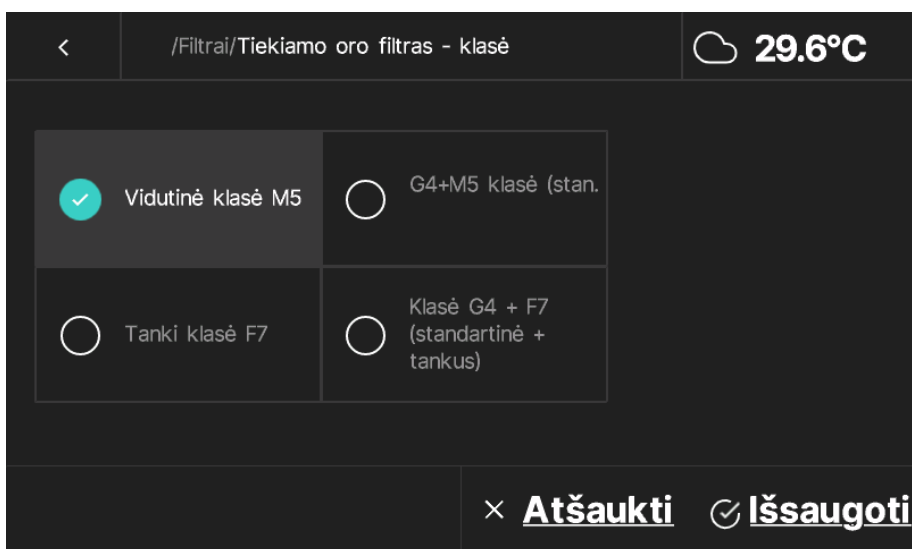 /Filtrai/Tiekiamo oro filtras - klasė
29.6°C
Vidutinė klasė M5
G4+M5 klasė (stan.
Tanki klasė F7
Klasė G4 + F7
(standartinė +
tankus)
Atšaukti
Išsaugoti